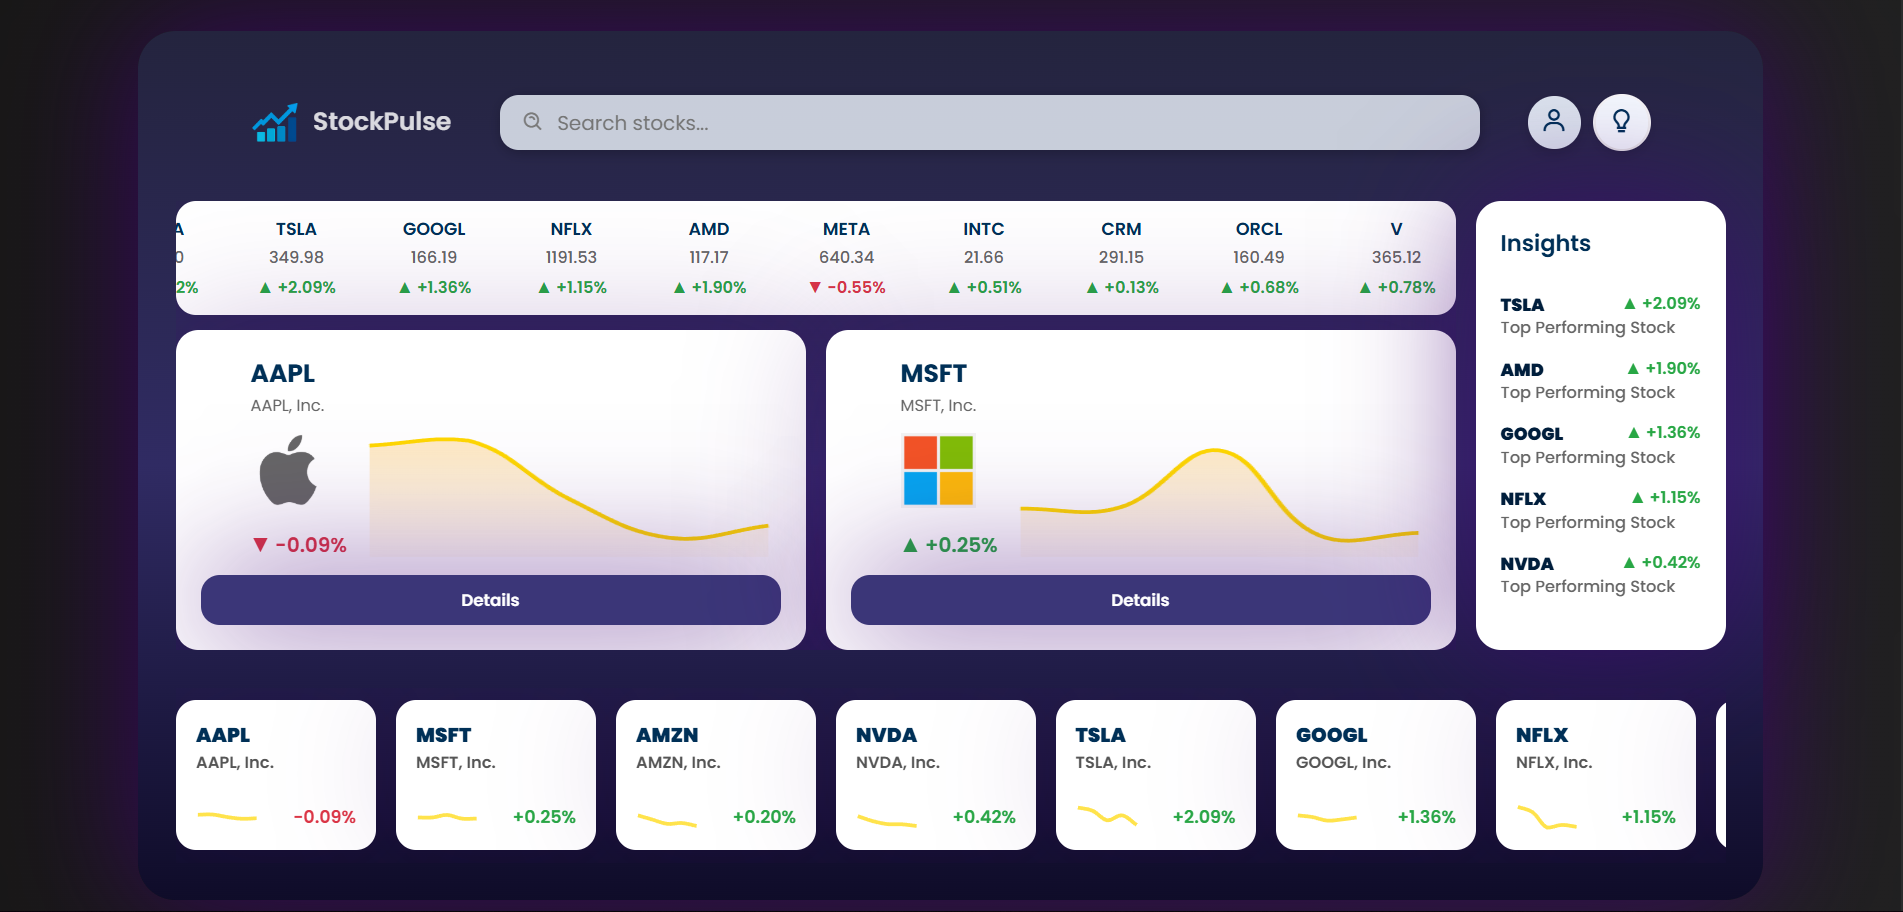 StockPulse
Search stocks...
A TSLA GOOGL NFLX AMD META INTC CRM ORCL V
0 349.98 166.19 1191.53 117.17 640.34 21.66 291.15 160.49 365.12
2% ▲ +2.09% ▲ +1.36% ▲ +1.15% ▲ +1.90% ▼ -0.55% ▲ +0.51% ▲ +0.13% ▲ +0.68% ▲ +0.78%
AAPL
AAPL, Inc.
▼ -0.09%
Details
MSFT
MSFT, Inc.
▲ +0.25%
Details
Insights
TSLA ▲ +2.09%
Top Performing Stock
AMD ▲ +1.90%
Top Performing Stock
GOOGL ▲ +1.36%
Top Performing Stock
NFLX ▲ +1.15%
Top Performing Stock
NVDA ▲ +0.42%
Top Performing Stock
AAPL
AAPL, Inc.
-0.09%
MSFT
MSFT, Inc.
+0.25%
AMZN
AMZN, Inc.
+0.20%
NVDA
NVDA, Inc.
+0.42%
TSLA
TSLA, Inc.
+2.09%
GOOGL
GOOGL, Inc.
+1.36%
NFLX
NFLX, Inc.
+1.15%